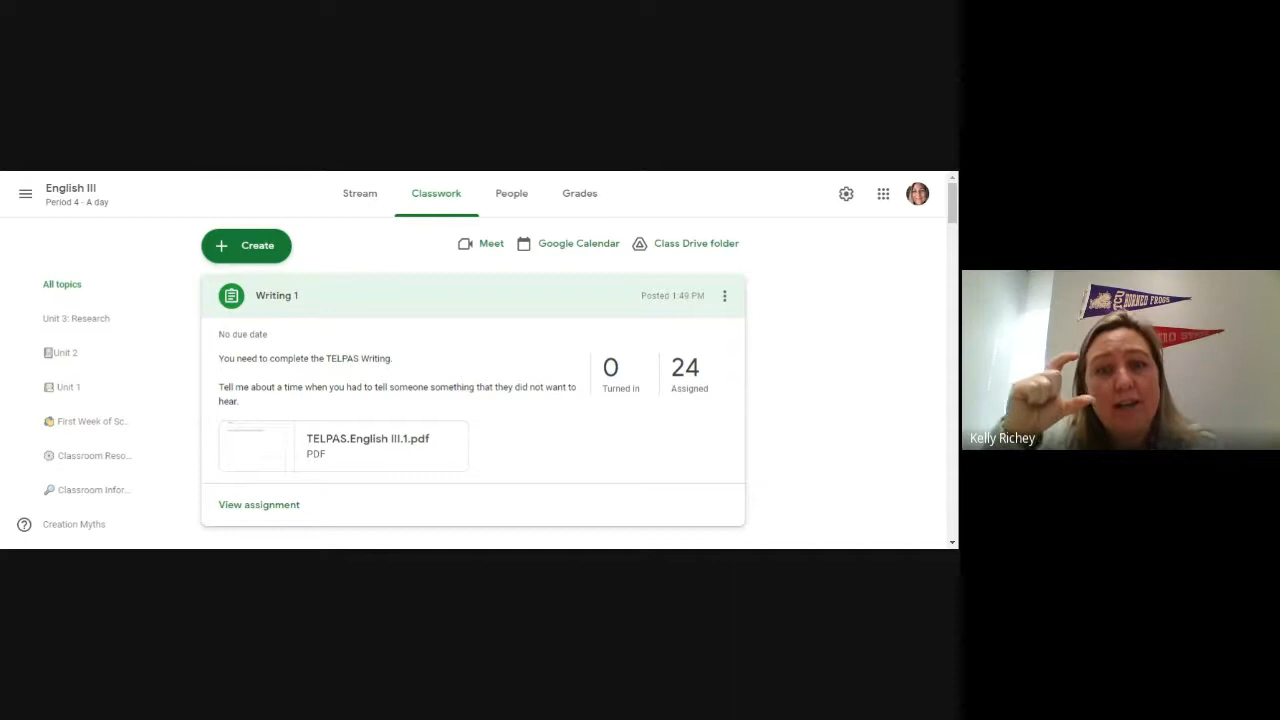 English III
Period 4 - A day
Stream
Classwork
People
Grades
Create
Meet
Google Calendar
Class Drive folder
All topics
Unit 3: Research
Unit 2
Unit 1
First Week of Sc...
Classroom Reso...
Classroom Infor...
Creation Myths
Writing 1
Posted 1:49 PM
No due date
You need to complete the TELPAS Writing.
Tell me about a time when you had to tell someone something that they did not want to
hear.
0
Turned in
24
Assigned
TELPAS.English III.1.pdf
PDF
View assignment
TCU
HORNED FROGS
Kelly Richey